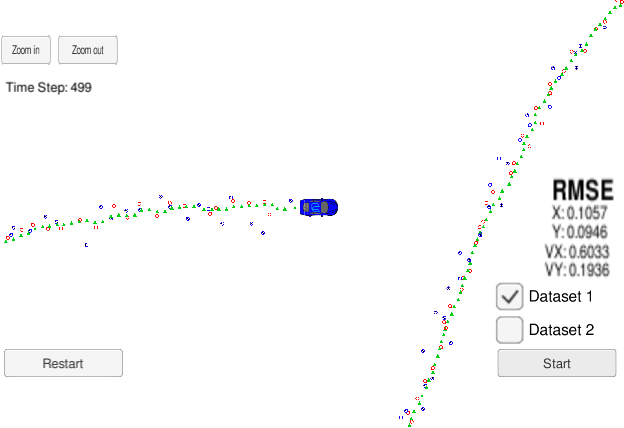 Zoom in
Zoom out
Time Step: 499
RMSE
X: 0.1057
Y: 0.0946
VX: 0.6033
VY: 0.1936
Dataset 1
Dataset 2
Restart
Start